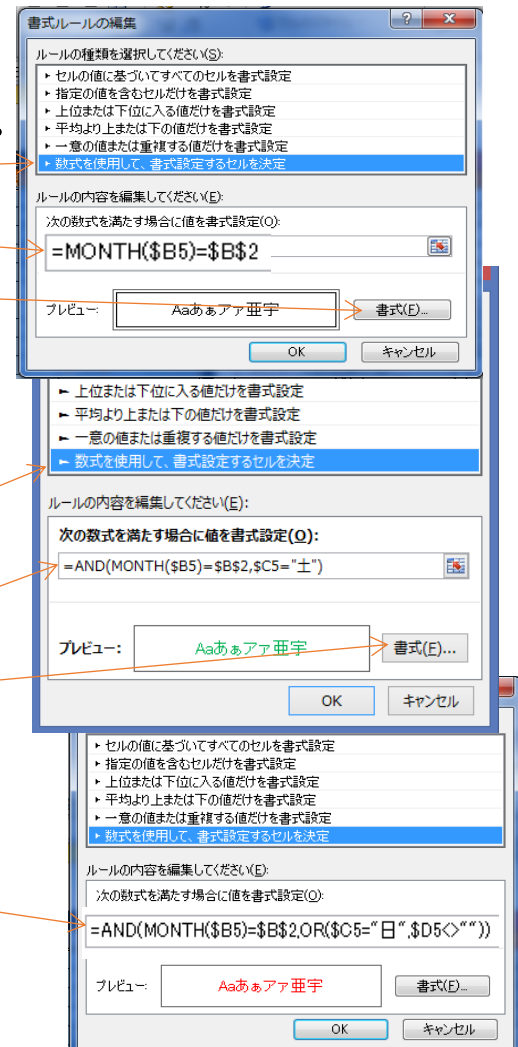 書式ルールの編集
ルールの種類を選択してください(S):
► セルの値に基づいてすべてのセルを書式設定
► 指定の値を含むセルだけを書式設定
► 上位または下位に入る値だけを書式設定
► 平均より上または下の値だけを書式設定
► 一意の値または重複する値だけを書式設定
► 数式を使用して、書式設定するセルを決定
ルールの内容を編集してください(E):
次の数式を満たす場合に値を書式設定(O):
=MONTH($B5)=$B$2
プレビュー: Aaあぁアァ亜宇 書式(F)...
OK キャンセル
► 上位または下位に入る値だけを書式設定
► 平均より上または下の値だけを書式設定
► 一意の値または重複する値だけを書式設定
► 数式を使用して、書式設定するセルを決定
ルールの内容を編集してください(E):
次の数式を満たす場合に値を書式設定(O):
=AND(MONTH($B5)=$B$2,$C5="土")
プレビュー: Aaあぁアァ亜宇 書式(F)...
OK キャンセル
► セルの値に基づいてすべてのセルを書式設定
► 指定の値を含むセルだけを書式設定
► 上位または下位に入る値だけを書式設定
► 平均より上または下の値だけを書式設定
► 一意の値または重複する値だけを書式設定
► 数式を使用して、書式設定するセルを決定
ルールの内容を編集してください(E):
次の数式を満たす場合に値を書式設定(O):
=AND(MONTH($B5)=$B$2,OR($C5="日",$D5<>""))
プレビュー: Aaあぁアァ亜宇 書式(F)...
OK キャンセル